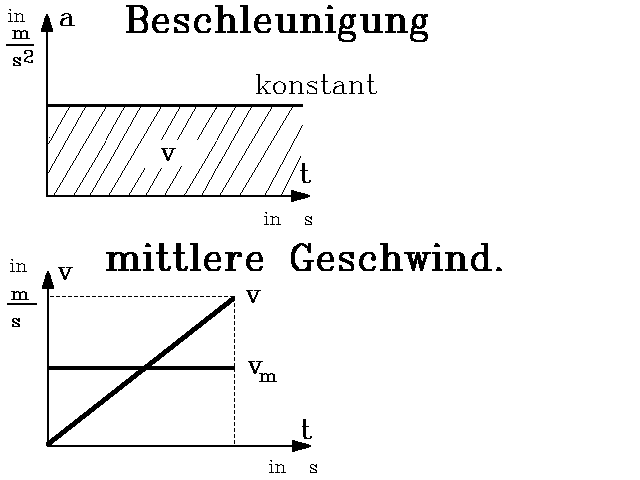 Beschleunigung
in
m
s2
a
konstant
v
t
in s
mittlere Geschwind.
in
m
s
v
v
vm
t
in s